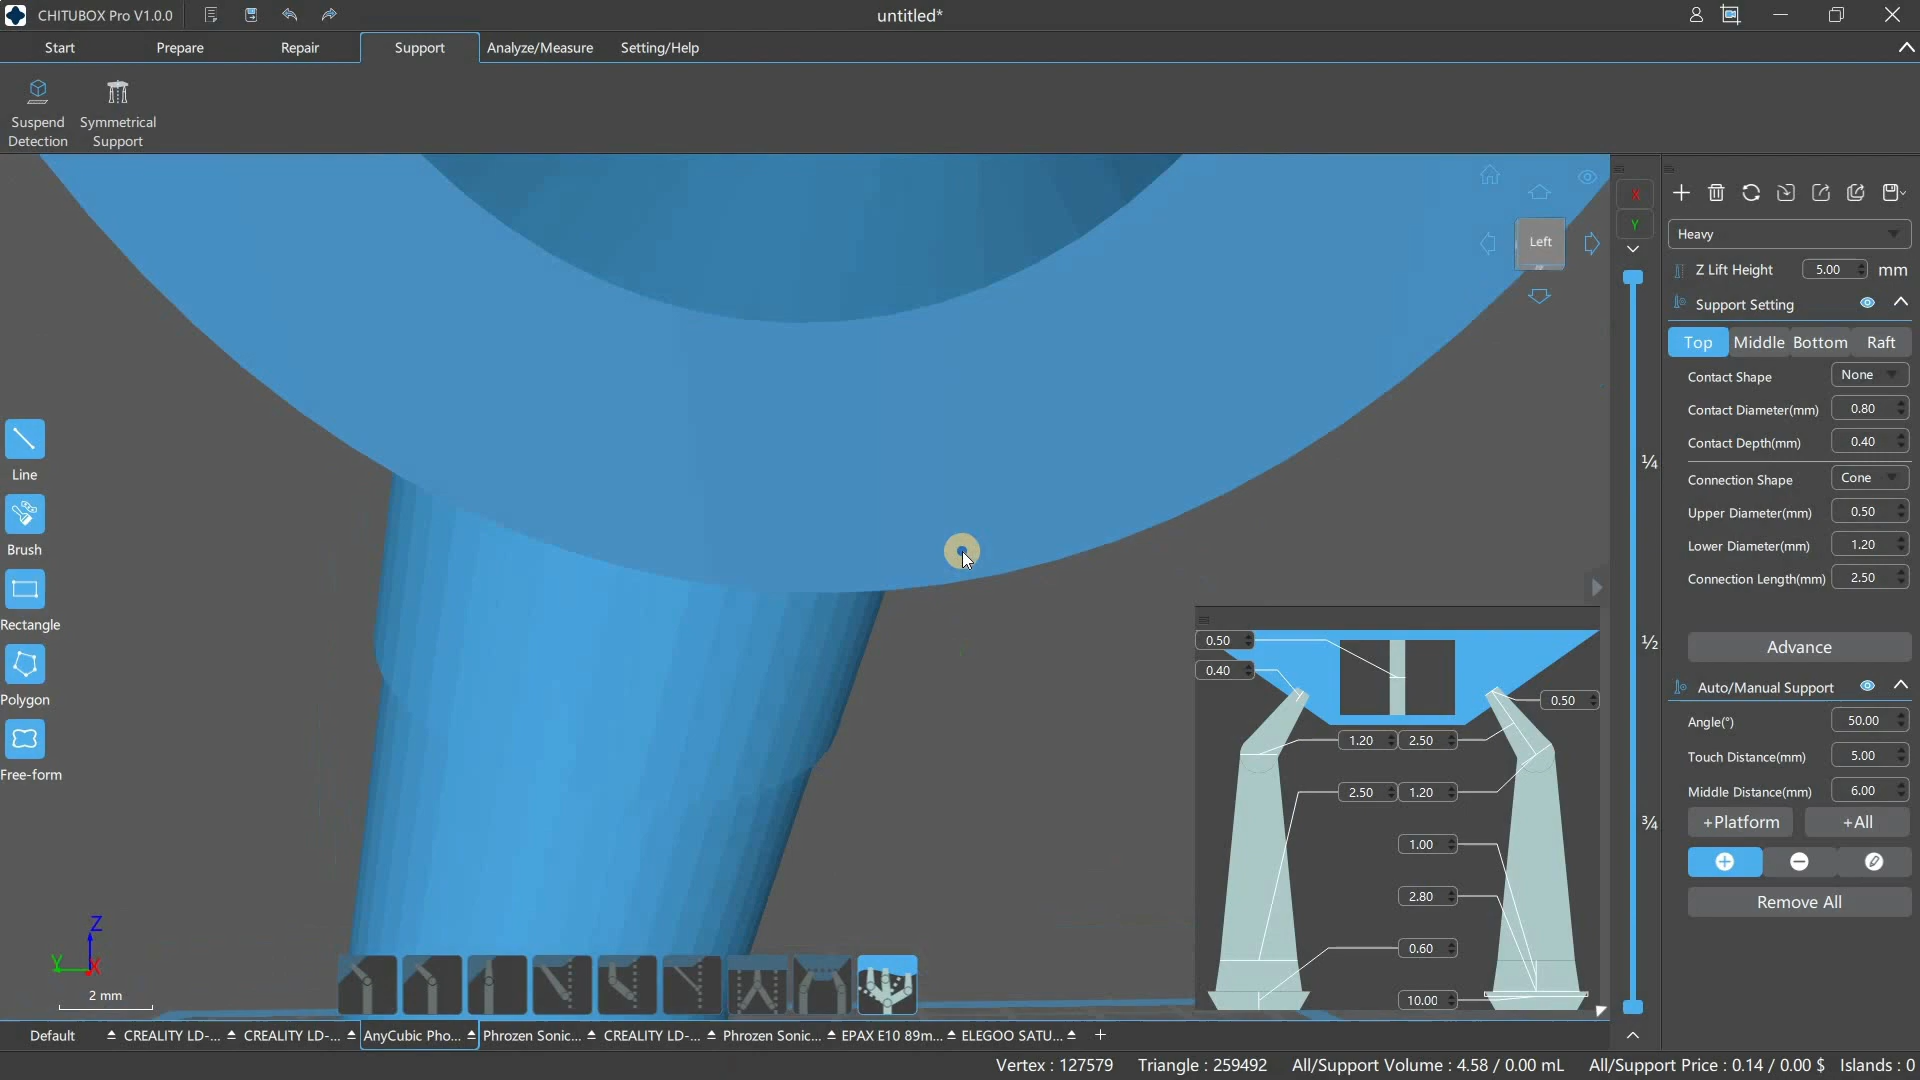 CHITUBOX Pro V1.0.0
untitled*
Start
Prepare
Repair
Support
Analyze/Measure
Setting/Help
Suspend
Detection
Symmetrical
Support
Left
X
Y
Heavy
Z Lift Height
5.00
mm
Support Setting
Top
Middle
Bottom
Raft
Contact Shape
None
Contact Diameter(mm)
0.80
Contact Depth(mm)
0.40
Connection Shape
Cone
Upper Diameter(mm)
0.50
Lower Diameter(mm)
1.20
Connection Length(mm)
2.50
Advance
Auto/Manual Support
Angle(°)
50.00
Touch Distance(mm)
5.00
Middle Distance(mm)
6.00
+Platform
+All
Remove All
¼
½
¾
Line
Brush
Rectangle
Polygon
Free-form
0.50
0.40
0.50
1.20
2.50
2.50
1.20
1.00
2.80
0.60
10.00
Z
Y
X
2 mm
Default
CREALITY LD-...
CREALITY LD-...
AnyCubic Pho...
Phrozen Sonic...
CREALITY LD-...
Phrozen Sonic...
EPAX E10 89m...
ELEGOO SATU...
Vertex : 127579
Triangle : 259492
All/Support Volume : 4.58 / 0.00 mL
All/Support Price : 0.14 / 0.00 $
Islands : 0